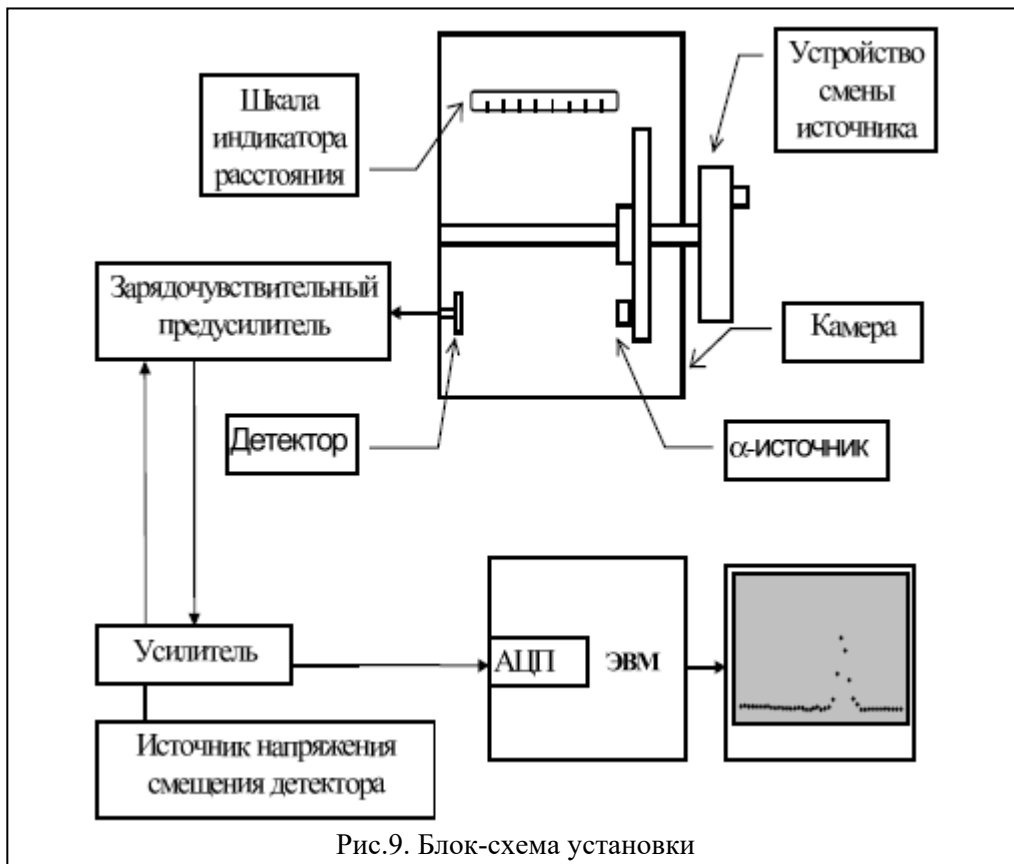 Шкала
индикатора
расстояния
Устройство
смены
источника
Зарядочувствительный
предусилитель
Камера
Детектор
α-источник
Усилитель
АЦП
ЭВМ
Источник напряжения
смещения детектора
Рис.9. Блок-схема установки